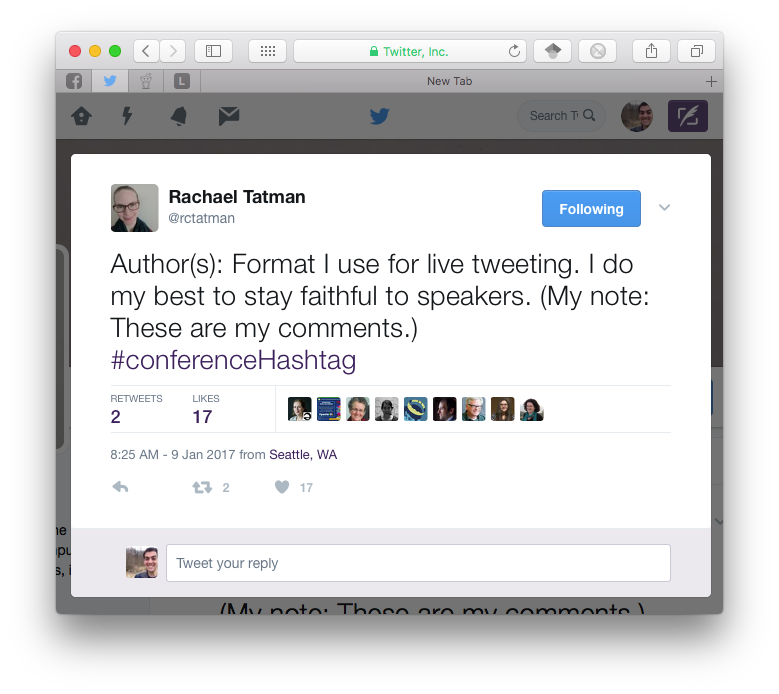 Twitter, Inc.
L
New Tab
Search T
Rachael Tatman
@rctatman
Following
Author(s): Format I use for live tweeting. I do
my best to stay faithful to speakers. (My note:
These are my comments.)
#conferenceHashtag
RETWEETS LIKES
2 17
8:25 AM - 9 Jan 2017 from Seattle, WA
2 17
Tweet your reply
(My note: These are my comments.)